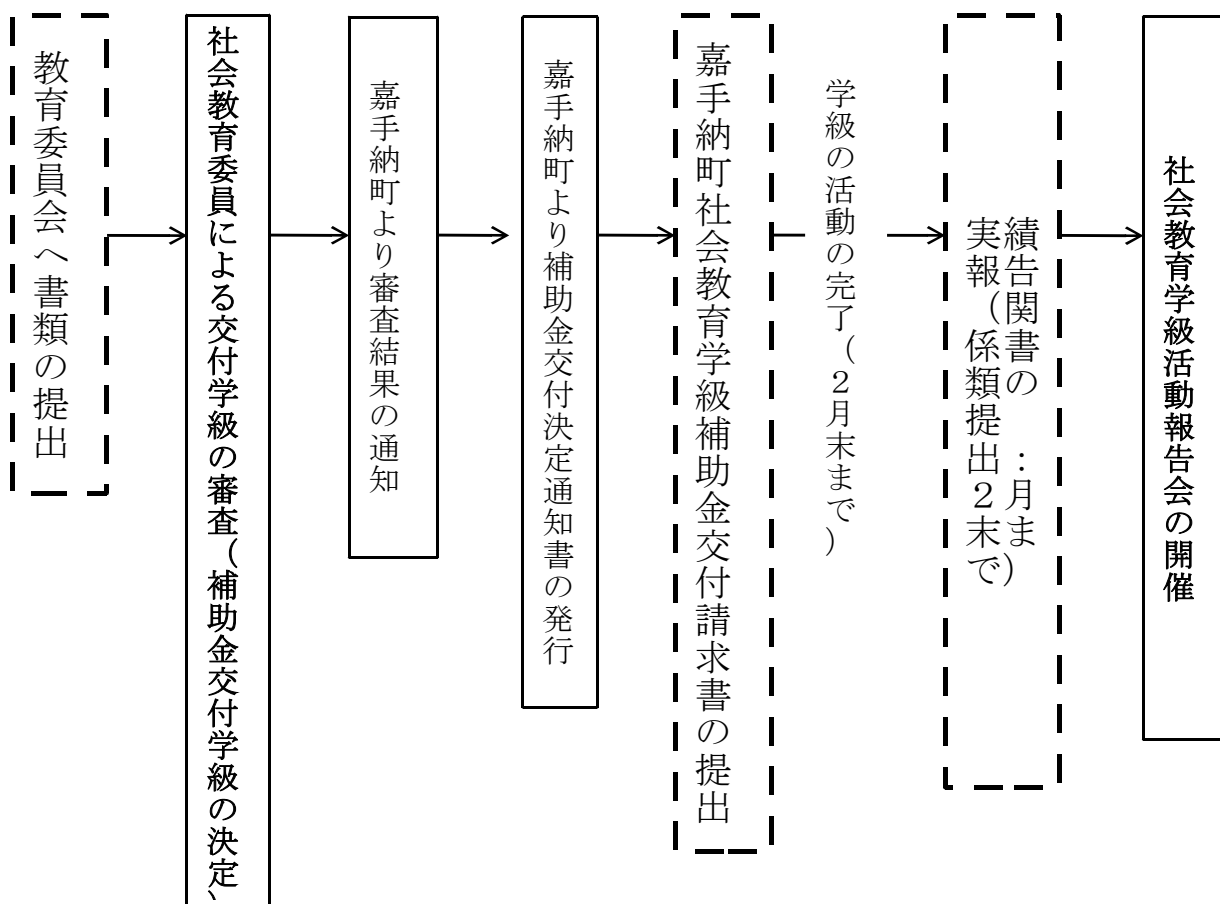 教育委員会へ書類の提出
社会教育委員による交付学級の審査（補助金交付学級の決定）
嘉手納町より審査結果の通知
嘉手納町より補助金交付決定通知書の発行
嘉手納町社会教育学級補助金交付請求書の提出
学級の活動の完了（２月末まで）
績告関書の　：月ま）
実報（係類提出２末で
社会教育学級活動報告会の開催